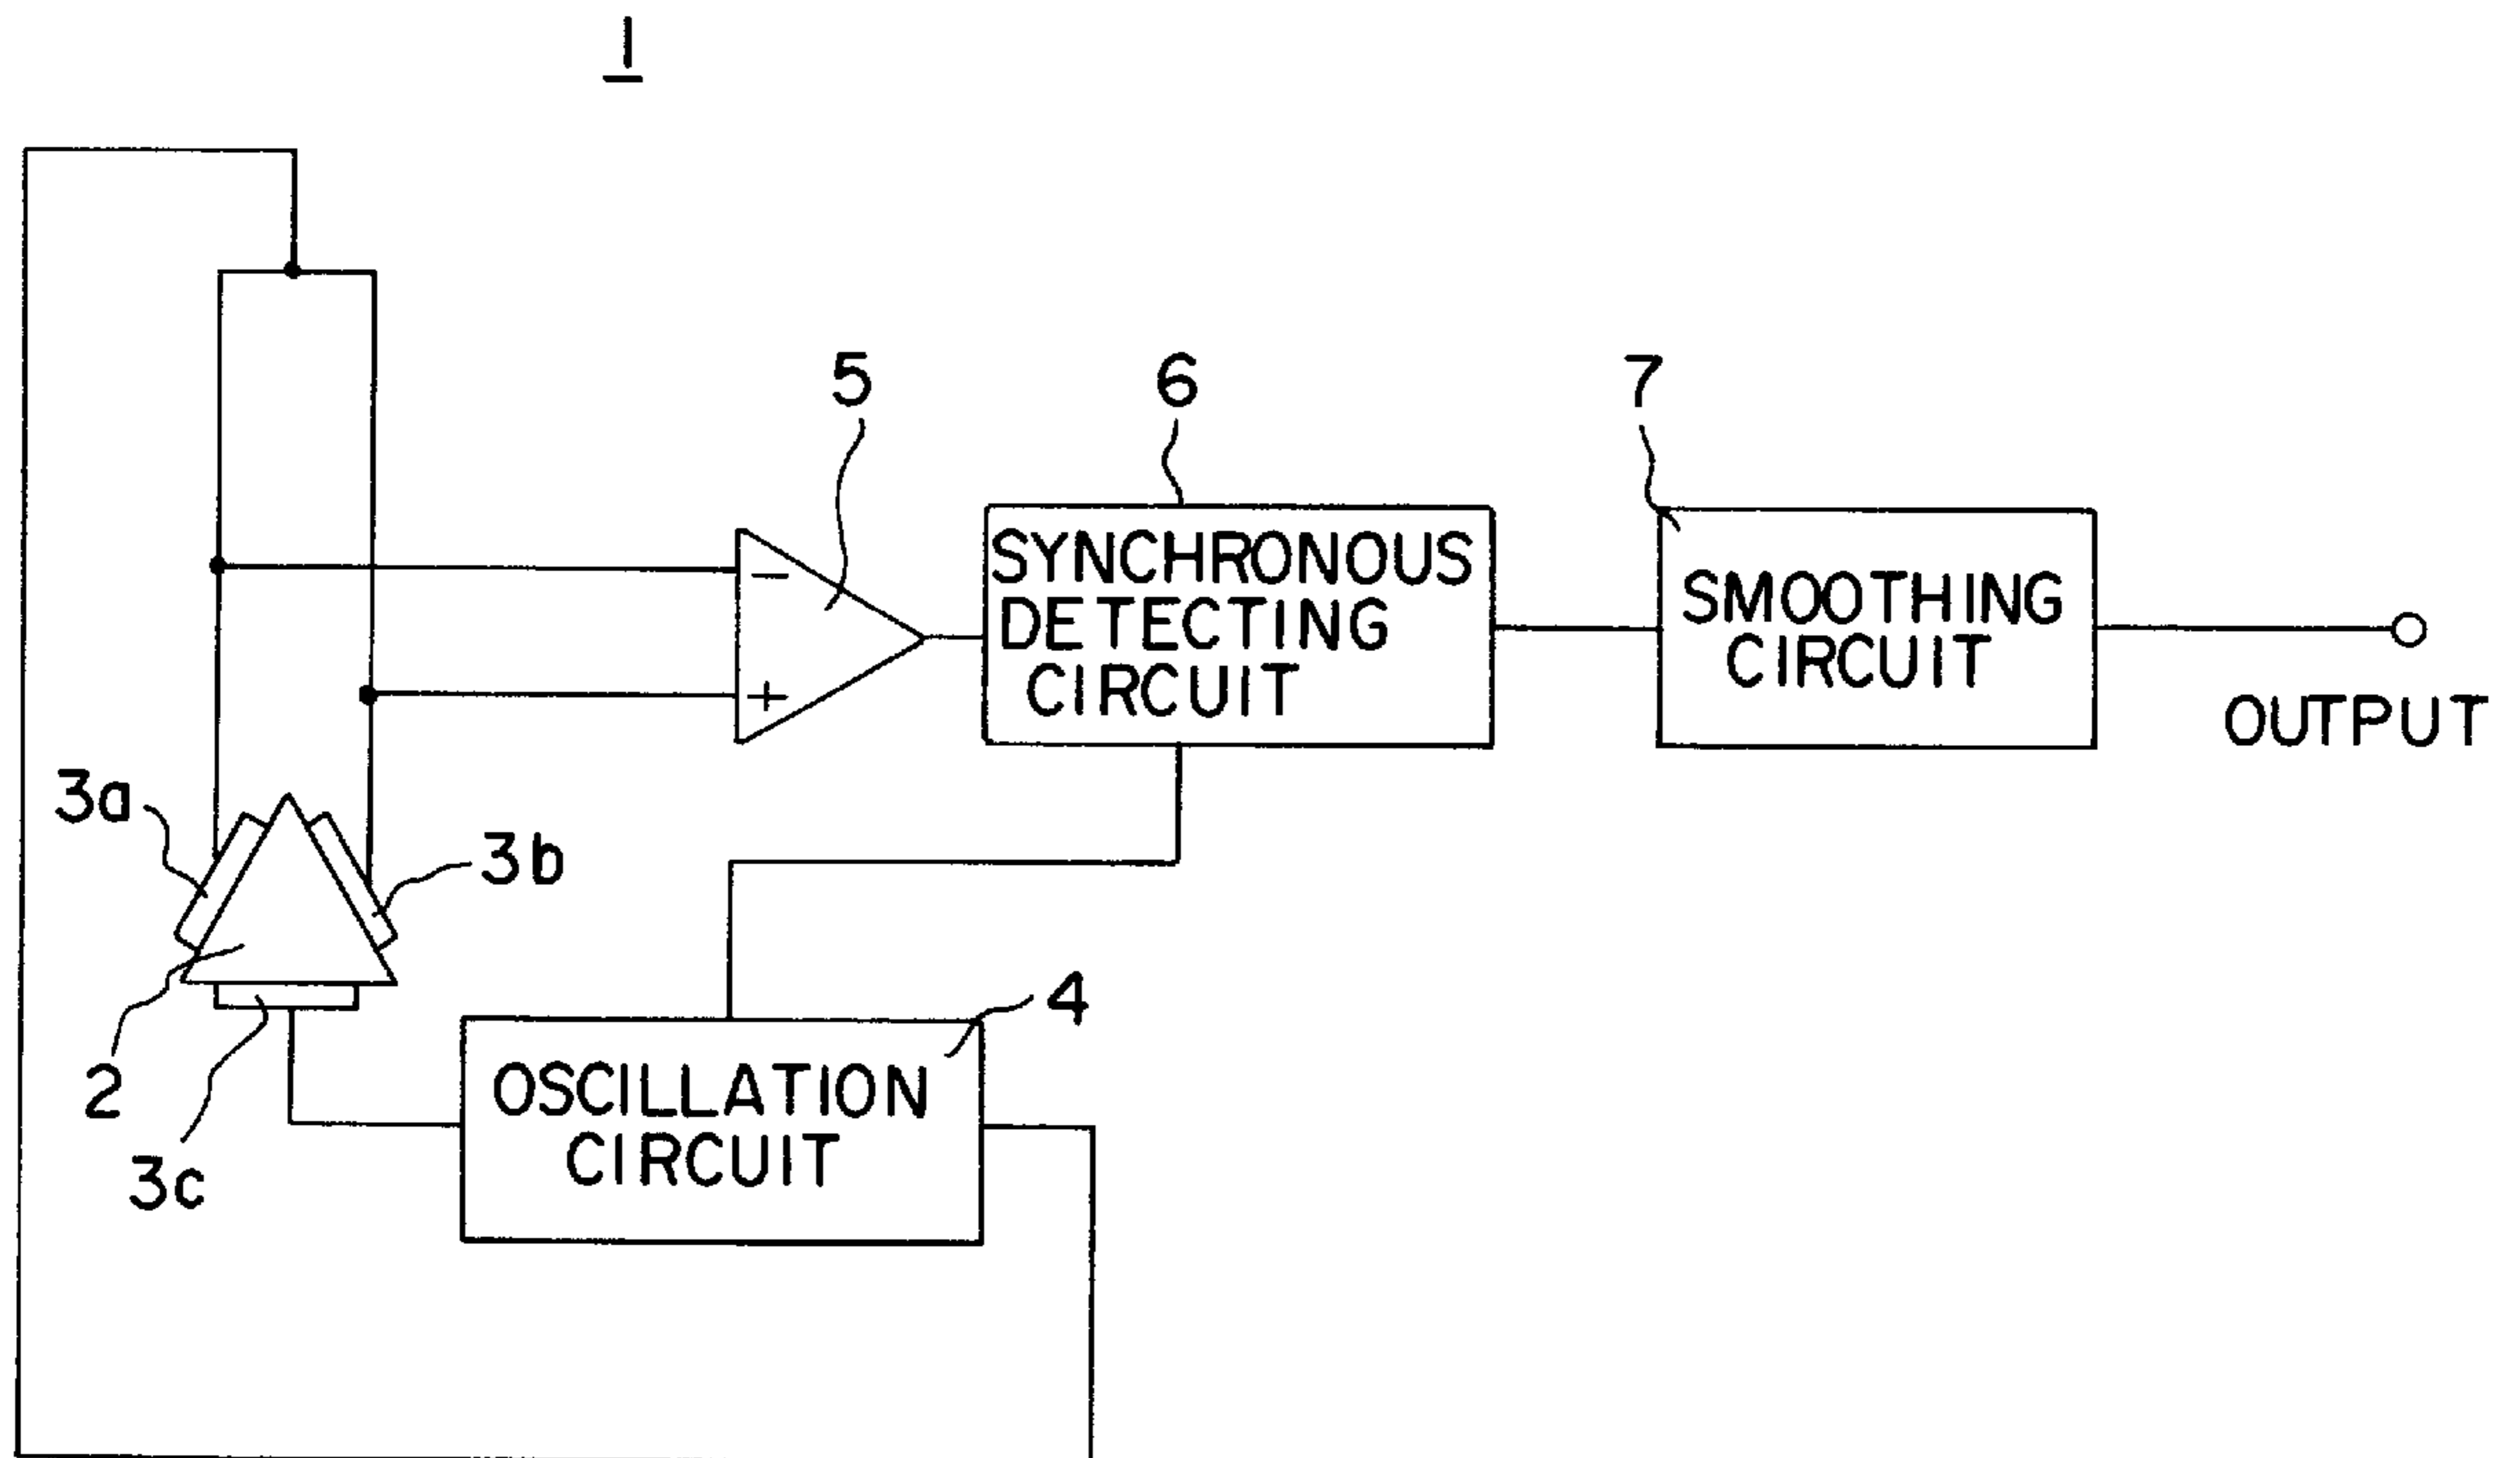 1
5
6
7
−
+
SYNCHRONOUS
DETECTING
CIRCUIT
SMOOTHING
CIRCUIT
OUTPUT
3a
3b
2
3c
4
OSCILLATION
CIRCUIT